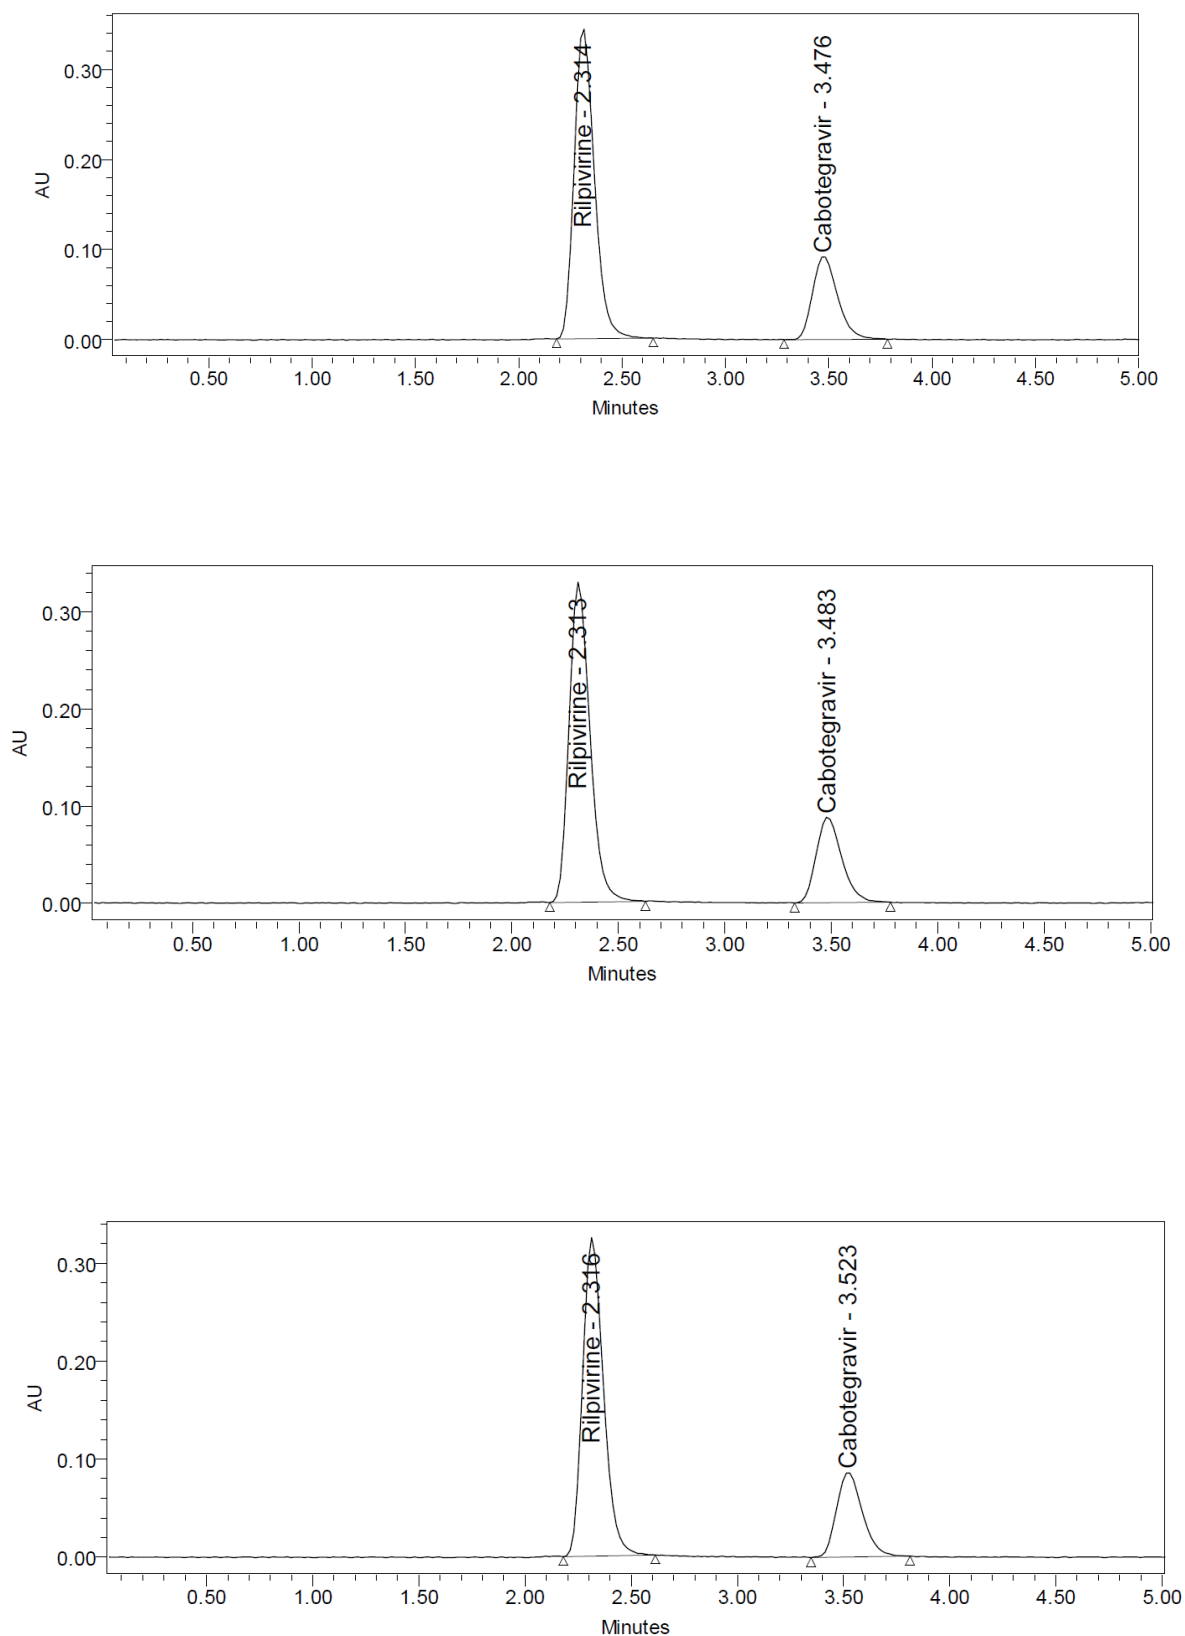 0.30
0.20
0.10
0.00
AU
Rilpivirine - 2.314
Cabotegravir - 3.476
0.50 1.00 1.50 2.00 2.50 3.00 3.50 4.00 4.50 5.00
Minutes
0.30
0.20
0.10
0.00
AU
Rilpivirine - 2.313
Cabotegravir - 3.483
0.50 1.00 1.50 2.00 2.50 3.00 3.50 4.00 4.50 5.00
Minutes
0.30
0.20
0.10
0.00
AU
Rilpivirine - 2.316
Cabotegravir - 3.523
0.50 1.00 1.50 2.00 2.50 3.00 3.50 4.00 4.50 5.00
Minutes